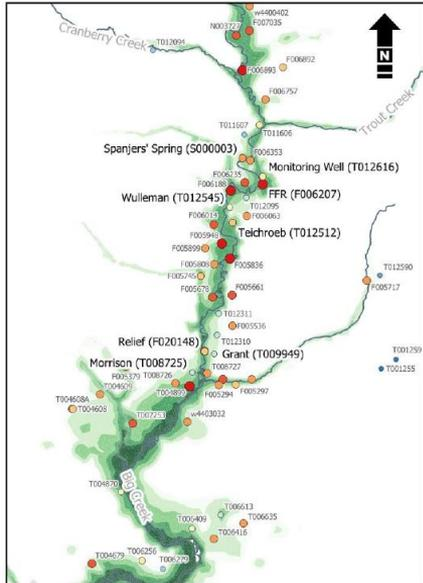 w4400402
N003727
F007035
Cranberry Creek
T012094
F006893
F006892
F006757
Trout Creek
T011607
T011606
Spanjers' Spring (S000003)
F006353
Monitoring Well (T012616)
F006235
F006188
FFR (F006207)
Wulleman (T012545)
T012095
F006014
F006063
F005948
Teichroeb (T012512)
F005899
F005808
F005836
F005745
T012590
F005678
F005661
F005717
T012311
F005536
Relief (F020148)
T012310
Grant (T009949)
Morrison (T008725)
T001259
F005379
T008726
T008727
T001255
T004609
T004899
F005294
F005297
T004608A
T004608
T007253
w4403032
T004870
Big Creek
T006613
T006409
T006635
T006416
T004679
T006256
T006279
N